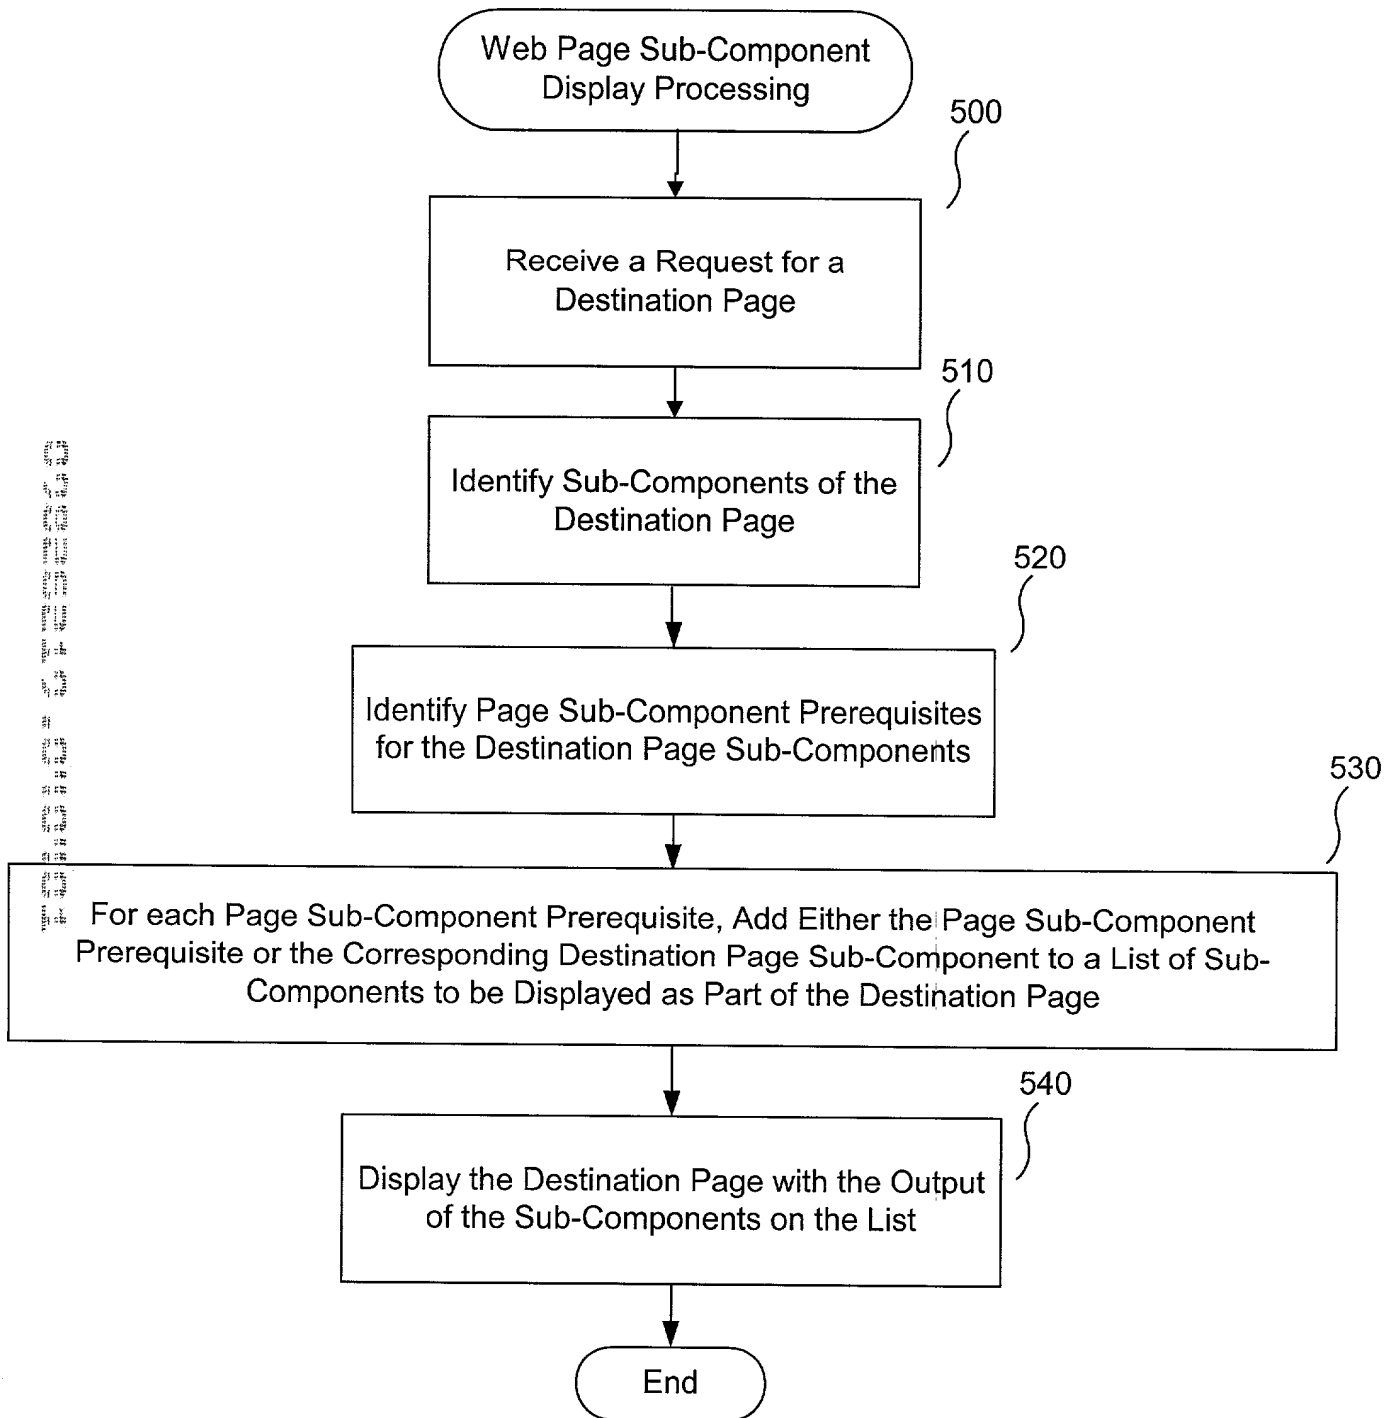 Web Page Sub-Component
Display Processing
500
Receive a Request for a
Destination Page
510
Identify Sub-Components of the
Destination Page
520
Identify Page Sub-Component Prerequisites
for the Destination Page Sub-Components
530
For each Page Sub-Component Prerequisite, Add Either the Page Sub-Component
Prerequisite or the Corresponding Destination Page Sub-Component to a List of Sub-
Components to be Displayed as Part of the Destination Page
540
Display the Destination Page with the Output
of the Sub-Components on the List
End